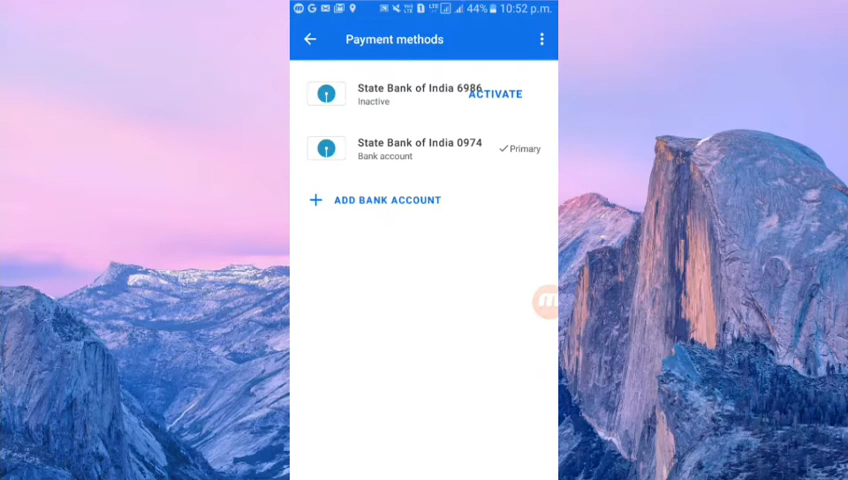 44% 10:52 p.m.
Payment methods
State Bank of India 6986
Inactive
ACTIVATE
State Bank of India 0974
Bank account
Primary
ADD BANK ACCOUNT